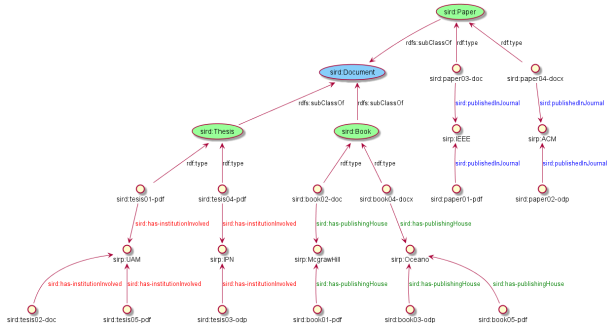 sird:Paper
rdfs:subClassOf rdf:type rdf:type
sird:Document sird:paper03-doc sird:paper04-docx
rdfs:subClassOf rdfs:subClassOf sird:publishedInJournal sird:publishedInJournal
sird:Thesis sird:Book sirp:IEEE sirp:ACM
rdf:type rdf:type rdf:type rdf:type sird:publishedInJournal sird:publishedInJournal
sird:tesis01-pdf sird:tesis04-pdf sird:book02-doc sird:book04-docx sird:paper01-pdf sird:paper02-odp
sird:has-institutionInvolved sird:has-institutionInvolved sird:has-publishingHouse sird:has-publishingHouse
sirp:UAM sirp:IPN sirp:McgrawHill sirp:Oceano
sird:has-institutionInvolved sird:has-institutionInvolved sird:has-institutionInvolved sird:has-publishingHouse sird:has-publishingHouse sird:has-publishingHouse
sird:tesis02-doc sird:tesis05-pdf sird:tesis03-odp sird:book01-pdf sird:book03-odp sird:book05-pdf